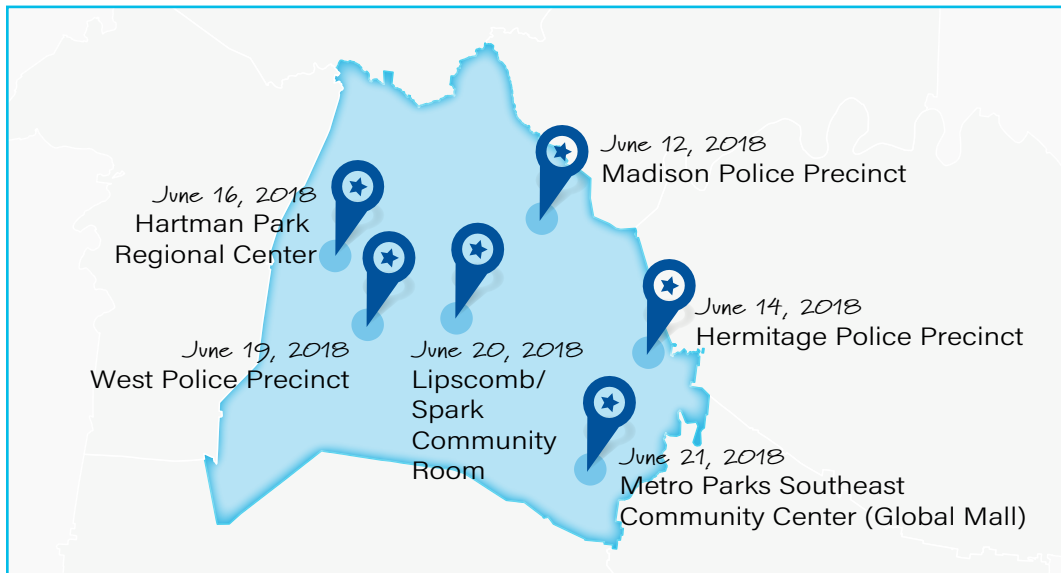 June 12, 2018
Madison Police Precinct
June 16, 2018
Hartman Park
Regional Center
June 14, 2018
Hermitage Police Precinct
June 19, 2018
West Police Precinct
June 20, 2018
Lipscomb/
Spark
Community
Room
June 21, 2018
Metro Parks Southeast
Community Center (Global Mall)